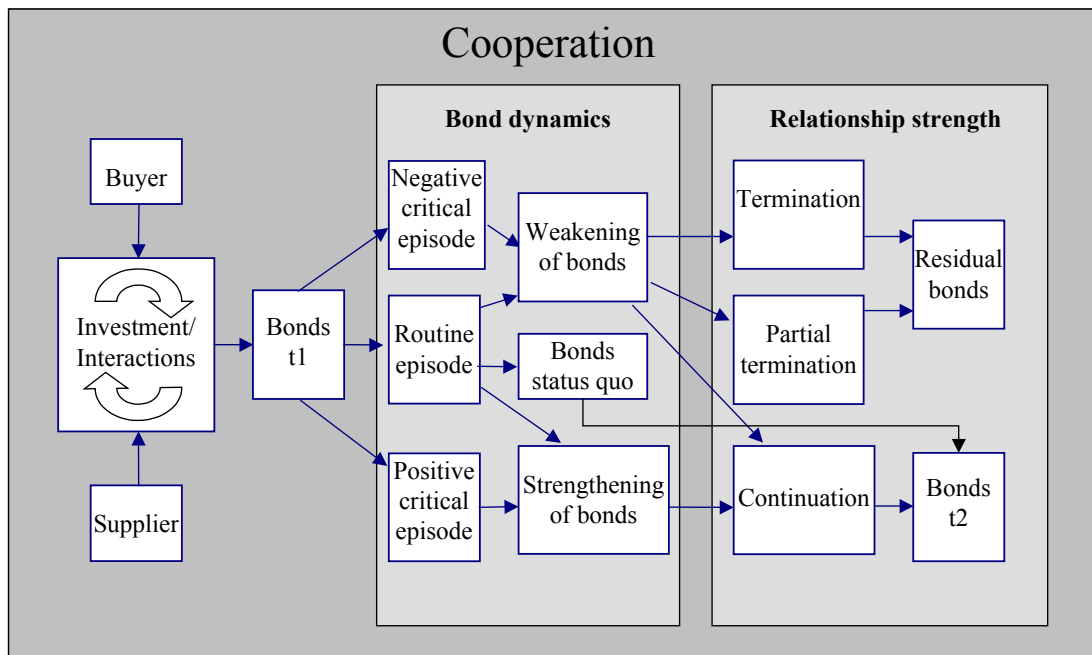 Cooperation
Buyer
Investment/
Interactions
Supplier
Bonds
t1
Bond dynamics
Negative
critical
episode
Routine
episode
Positive
critical
episode
Weakening
of bonds
Bonds
status quo
Strengthening
of bonds
Relationship strength
Termination
Partial
termination
Continuation
Residual
bonds
Bonds
t2